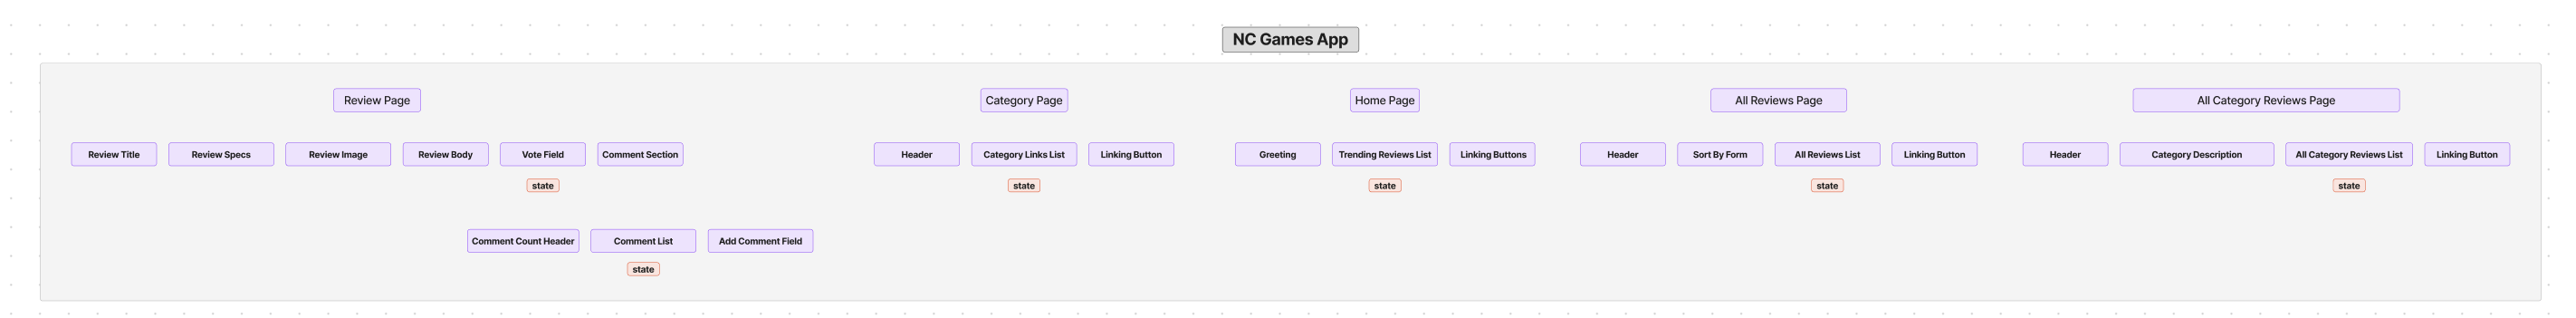 NC Games App
Review Page
Category Page
Home Page
All Reviews Page
All Category Reviews Page
Review Title
Review Specs
Review Image
Review Body
Vote Field
Comment Section
Header
Category Links List
Linking Button
Greeting
Trending Reviews List
Linking Buttons
Header
Sort By Form
All Reviews List
Linking Button
Header
Category Description
All Category Reviews List
Linking Button
state
state
state
state
state
Comment Count Header
Comment List
Add Comment Field
state